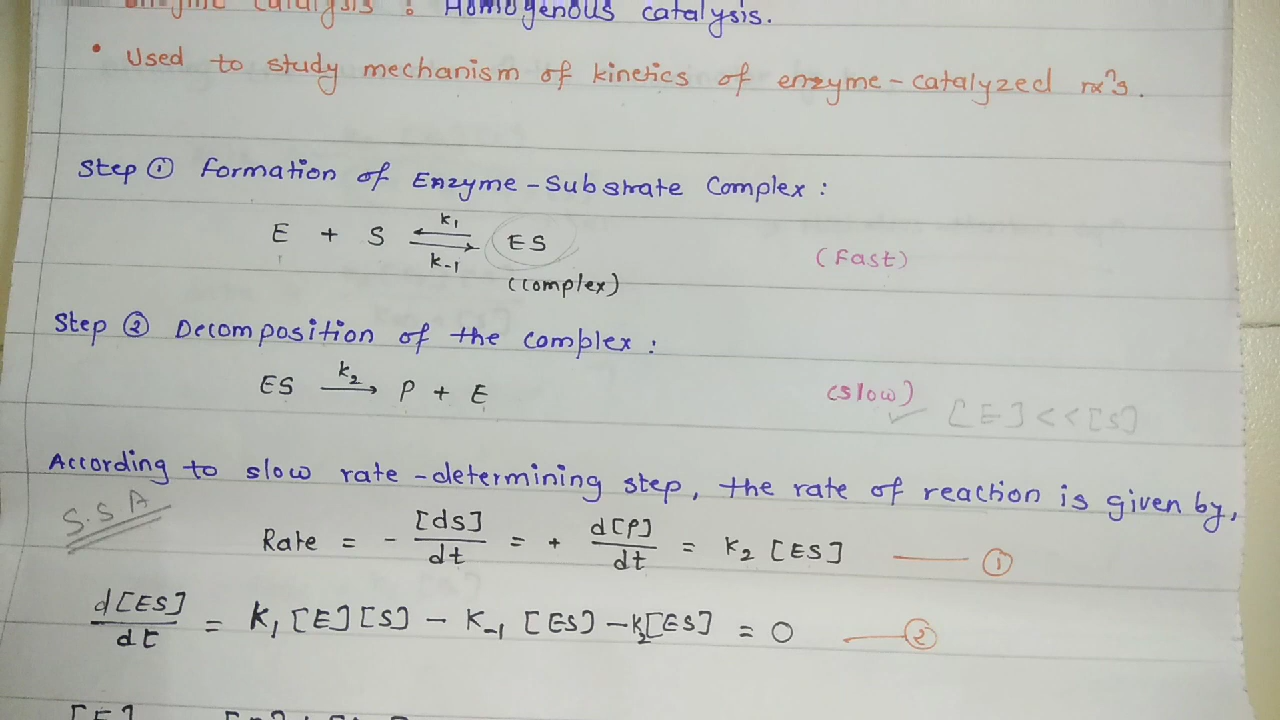 catalysis : Homogenous catalysis.
• Used to study mechanism of kinetics of enzyme-catalyzed rxⁿs.
Step ① Formation of Enzyme-Substrate Complex :
E + S ⇌ ES
k₁
k₋₁
(Fast)
(complex)
Step ② Decomposition of the complex :
ES —k₂→ P + E
(slow) ✓ [E]<<[S]
According to slow rate-determining step, the rate of reaction is given by,
S.S A
Rate = - [ds]/dt = + d[P]/dt = k₂ [ES] —— ①
d[ES]/dt = K₁ [E][S] - K₋₁ [ES] - k₂[ES] = 0 —— ②
[E]